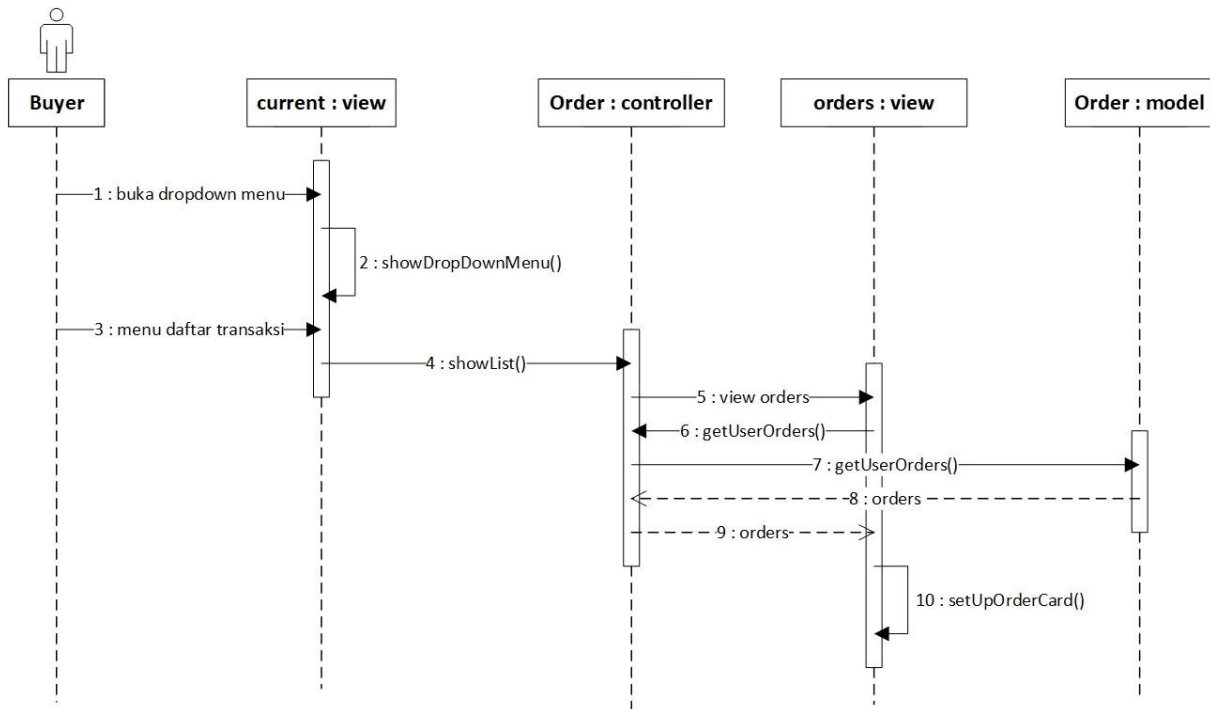 Buyer
current : view
Order : controller
orders : view
Order : model
1 : buka dropdown menu
2 : showDropDownMenu()
3 : menu daftar transaksi
4 : showList()
5 : view orders
6 : getUserOrders()
7 : getUserOrders()
8 : orders
9 : orders
10 : setUpOrderCard()